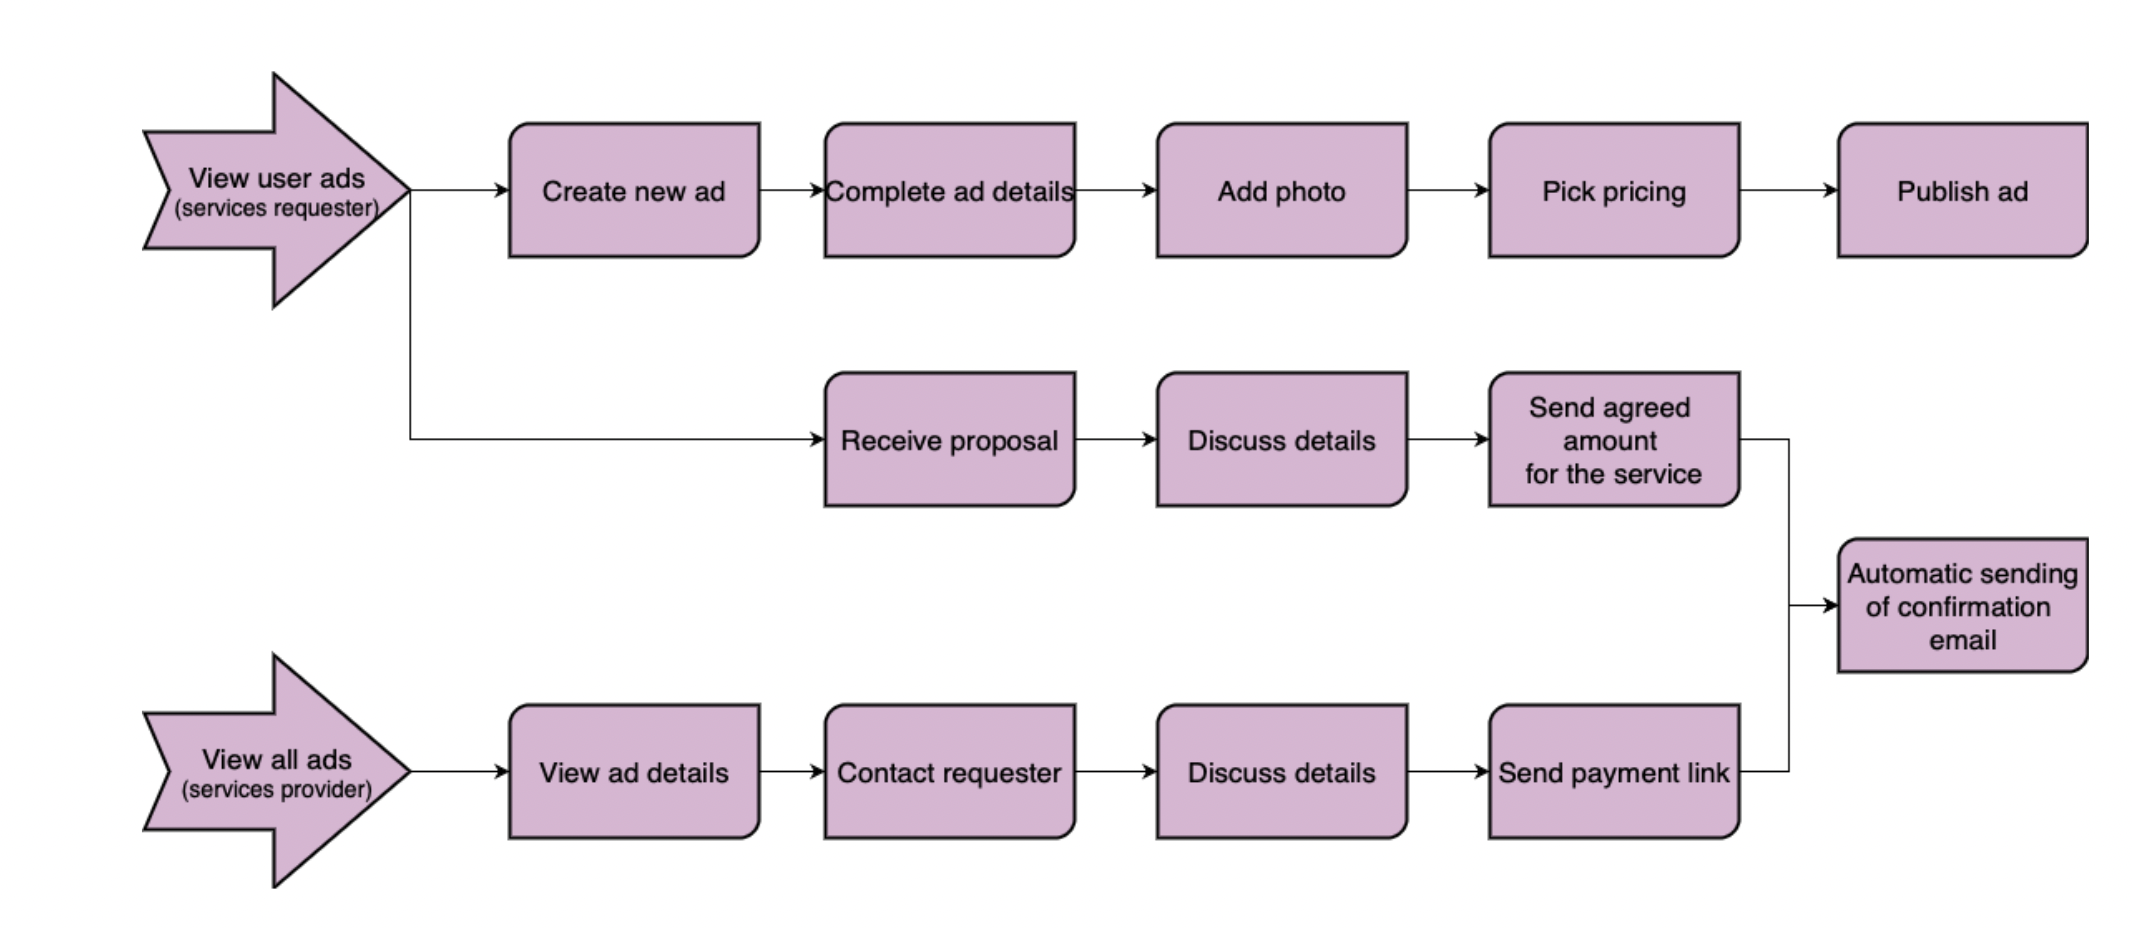 View user ads
(services requester)
Create new ad
Complete ad details
Add photo
Pick pricing
Publish ad
Receive proposal
Discuss details
Send agreed
amount
for the service
Automatic sending
of confirmation
email
View all ads
(services provider)
View ad details
Contact requester
Discuss details
Send payment link